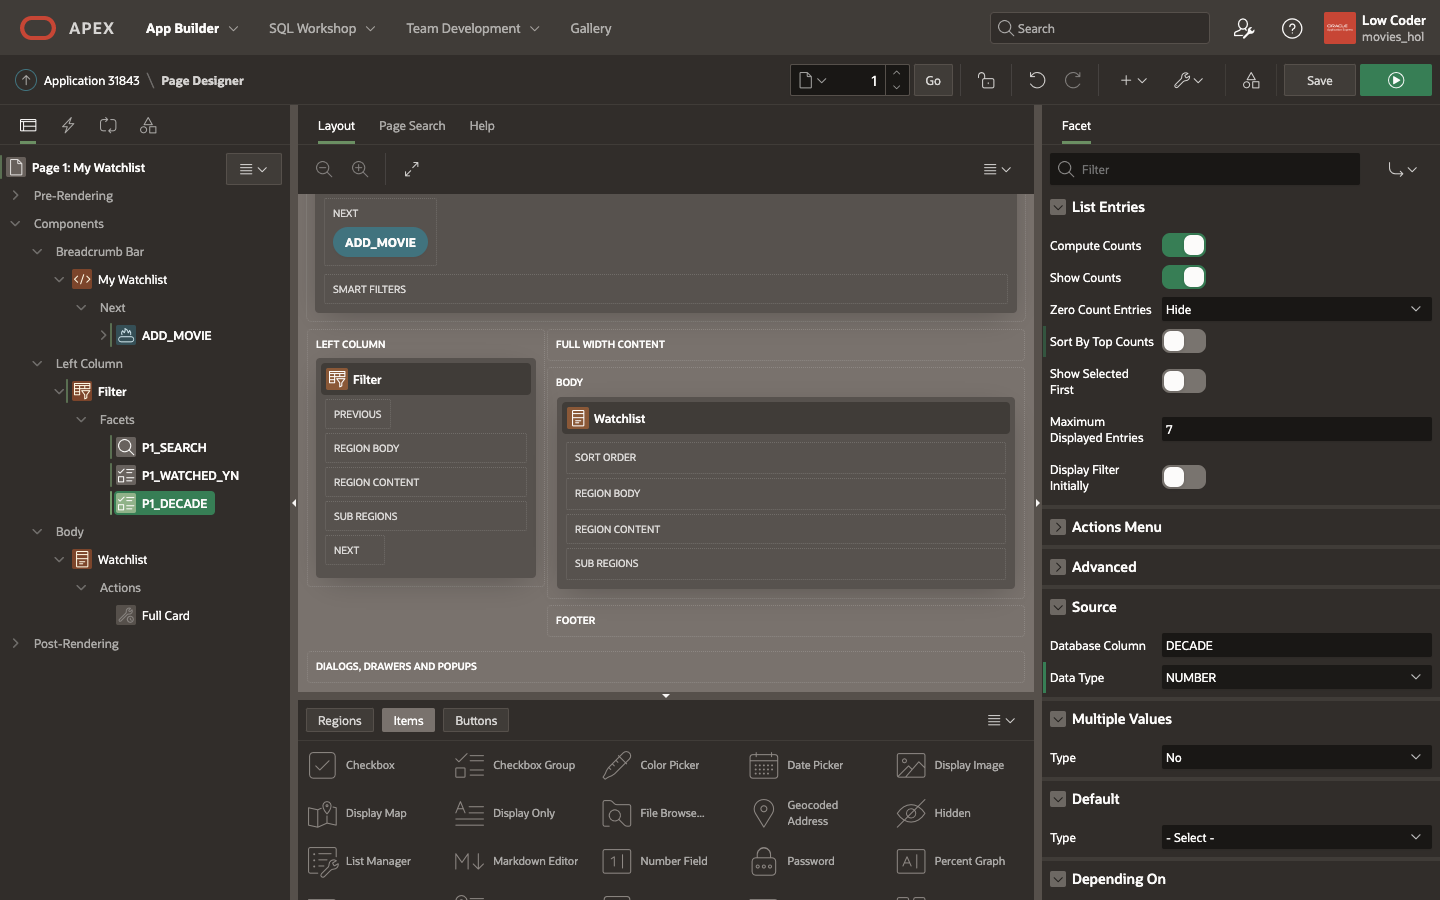 APEX
App Builder
SQL Workshop
Team Development
Gallery
Search
Low Coder
movies_hol
Application 31843 \ Page Designer
1
Go
Save
Page 1: My Watchlist
Pre-Rendering
Components
Breadcrumb Bar
My Watchlist
Next
ADD_MOVIE
Left Column
Filter
Facets
P1_SEARCH
P1_WATCHED_YN
P1_DECADE
Body
Watchlist
Actions
Full Card
Post-Rendering
Layout
Page Search
Help
NEXT
ADD_MOVIE
SMART FILTERS
LEFT COLUMN
Filter
PREVIOUS
REGION BODY
REGION CONTENT
SUB REGIONS
NEXT
FULL WIDTH CONTENT
BODY
Watchlist
SORT ORDER
REGION BODY
REGION CONTENT
SUB REGIONS
FOOTER
DIALOGS, DRAWERS AND POPUPS
Regions
Items
Buttons
Checkbox
Checkbox Group
Color Picker
Date Picker
Display Image
Display Map
Display Only
File Browse...
Geocoded
Address
Hidden
List Manager
Markdown Editor
Number Field
Password
Percent Graph
Facet
Filter
List Entries
Compute Counts
Show Counts
Zero Count Entries
Hide
Sort By Top Counts
Show Selected
First
Maximum
Displayed Entries
7
Display Filter
Initially
Actions Menu
Advanced
Source
Database Column
DECADE
Data Type
NUMBER
Multiple Values
Type
No
Default
Type
- Select -
Depending On